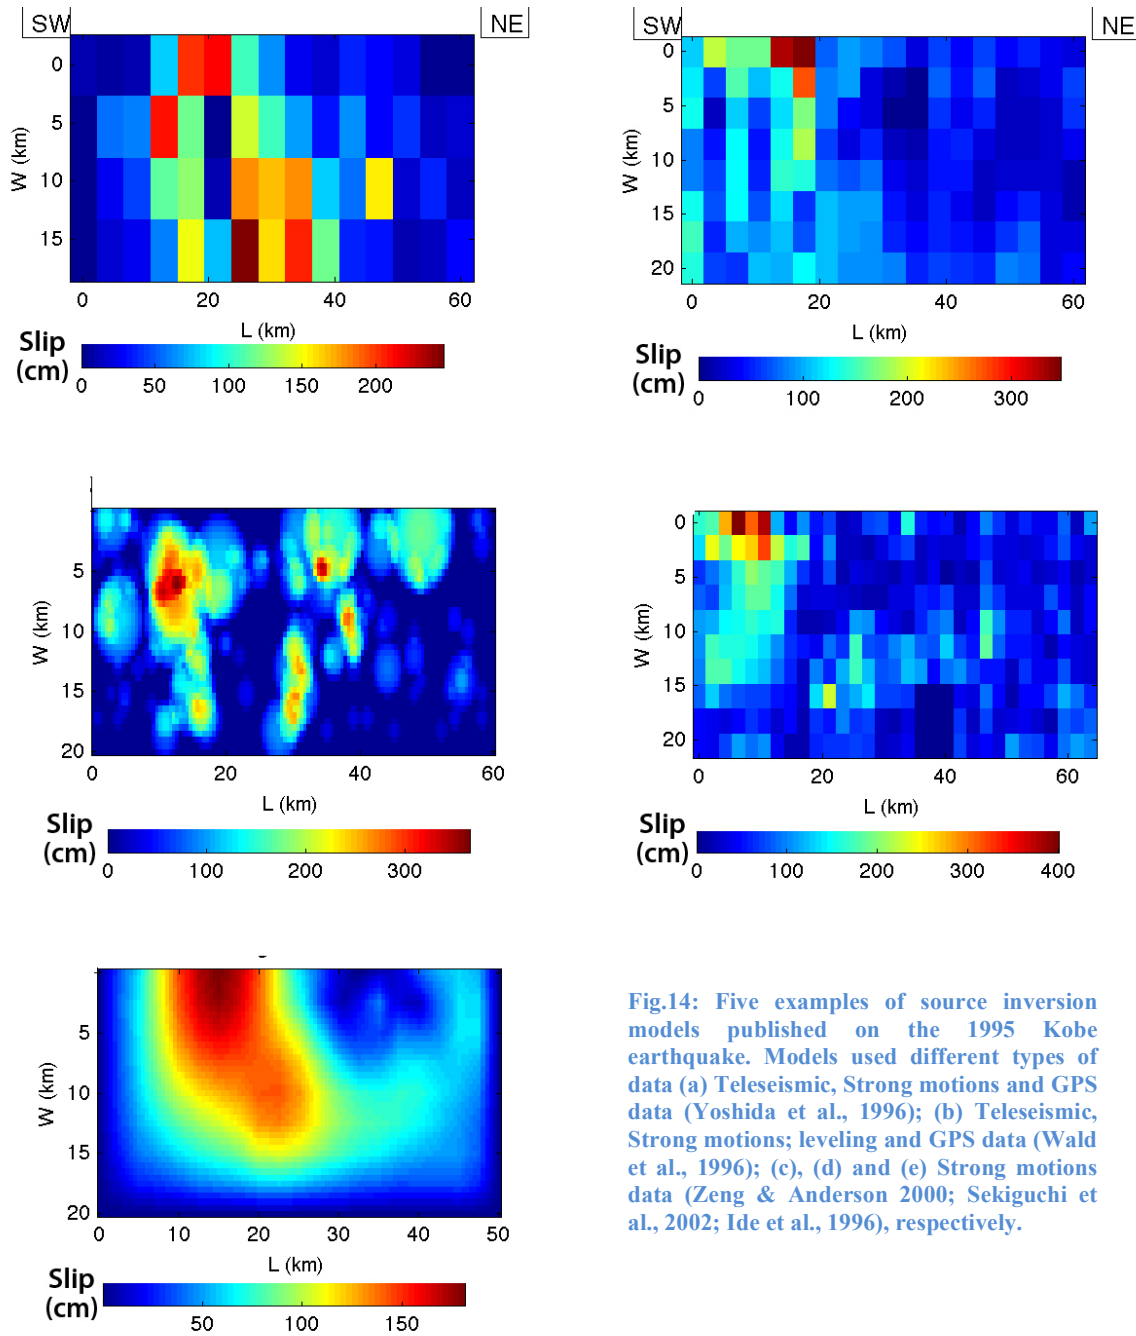 SW NE
0
5
10
15
W (km)
0 20 40 60
L (km)
Slip
(cm)
0 50 100 150 200
SW NE
0
5
10
15
20
W (km)
0 20 40 60
L (km)
Slip
(cm)
0 100 200 300
5
10
15
20
W (km)
0 20 40 60
L (km)
Slip
(cm)
0 100 200 300
0
5
10
15
20
W (km)
0 20 40 60
L (km)
Slip
(cm)
0 100 200 300 400
5
10
15
20
W (km)
0 10 20 30 40 50
L (km)
Slip
(cm)
50 100 150
Fig.14: Five examples of source inversion
models published on the 1995 Kobe
earthquake. Models used different types of
data (a) Teleseismic, Strong motions and GPS
data (Yoshida et al., 1996); (b) Teleseismic,
Strong motions; leveling and GPS data (Wald
et al., 1996); (c), (d) and (e) Strong motions
data (Zeng & Anderson 2000; Sekiguchi et
al., 2002; Ide et al., 1996), respectively.